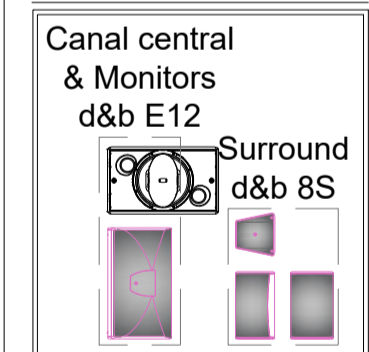 Canal central
& Monitors
d&b E12
Surround
d&b 8S